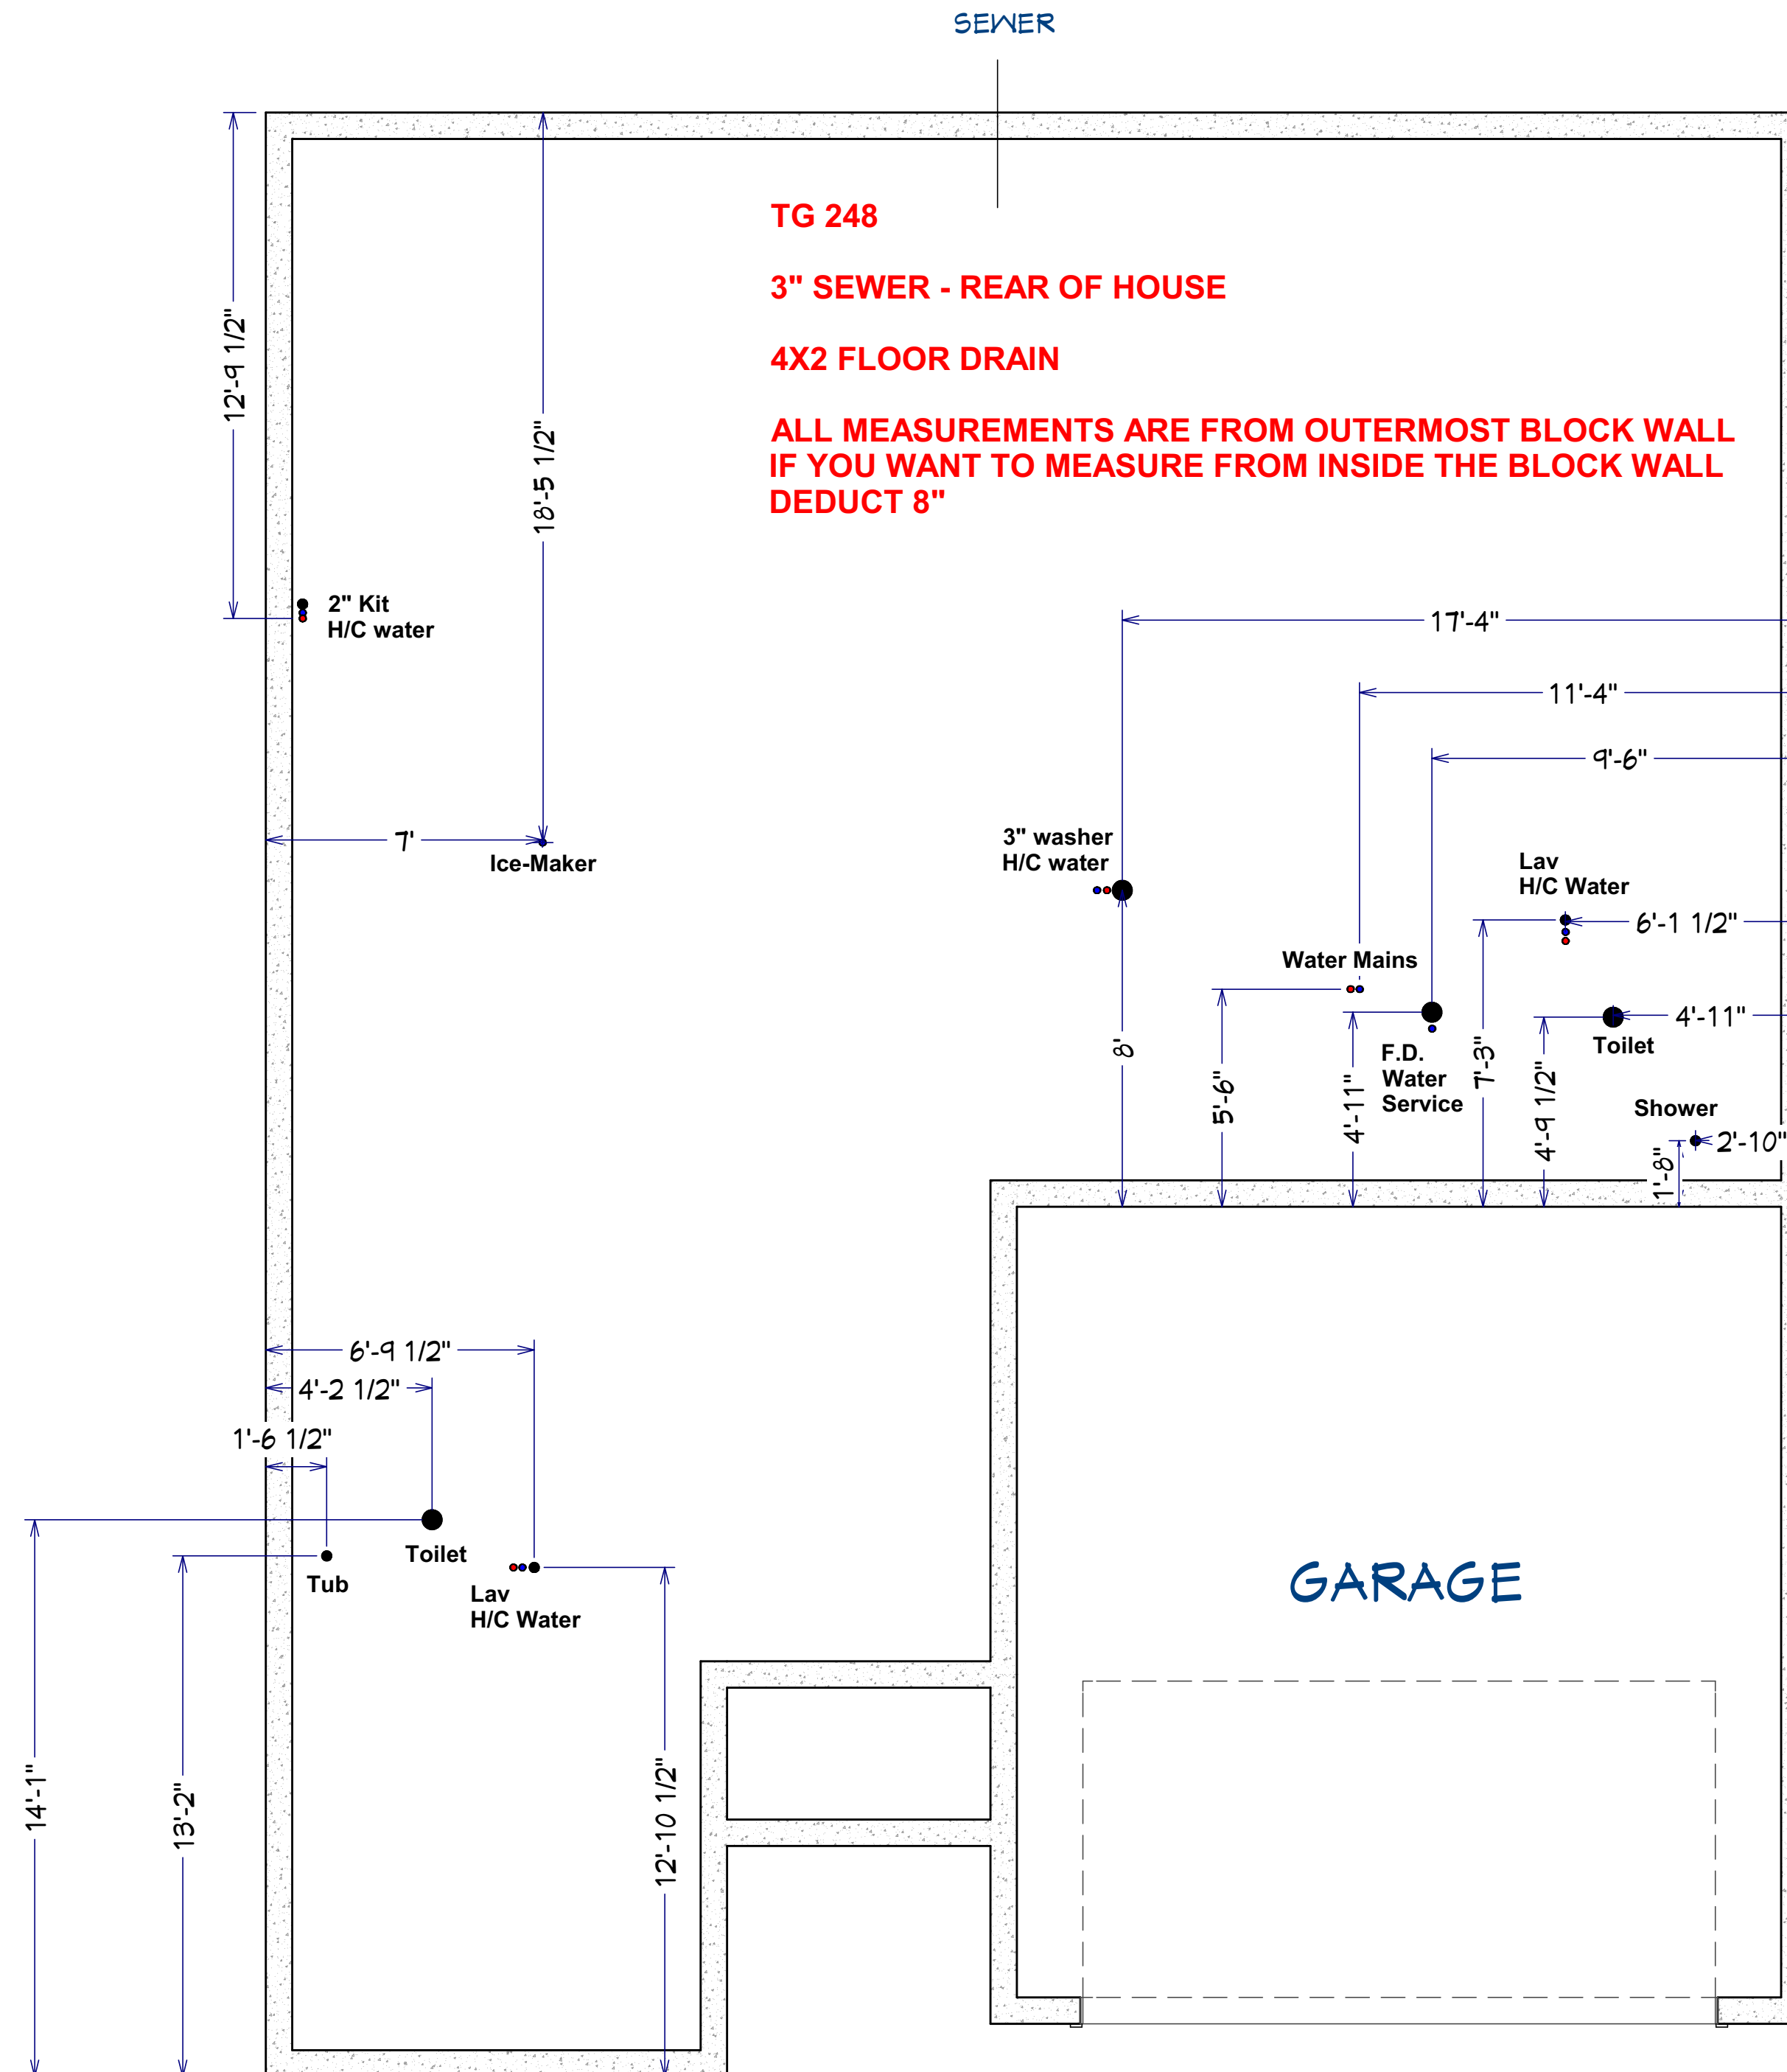 SEWER
TG 248
3" SEWER - REAR OF HOUSE
4X2 FLOOR DRAIN
ALL MEASUREMENTS ARE FROM OUTERMOST BLOCK WALL
IF YOU WANT TO MEASURE FROM INSIDE THE BLOCK WALL
DEDUCT 8"
12'-9 1/2"
18'-5 1/2"
2" Kit
H/C water
17'-4"
11'-4"
9'-6"
7'
Ice-Maker
3" washer
H/C water
Lav
H/C Water
6'-1 1/2"
Water Mains
4'-11"
Toilet
8'
5'-6"
4'-11"
F.D.
Water
Service
7'-3"
4'-9 1/2"
Shower
2'-10"
1'-8"
6'-9 1/2"
4'-2 1/2"
1'-6 1/2"
Toilet
Tub
Lav
H/C Water
GARAGE
14'-1"
13'-2"
12'-10 1/2"